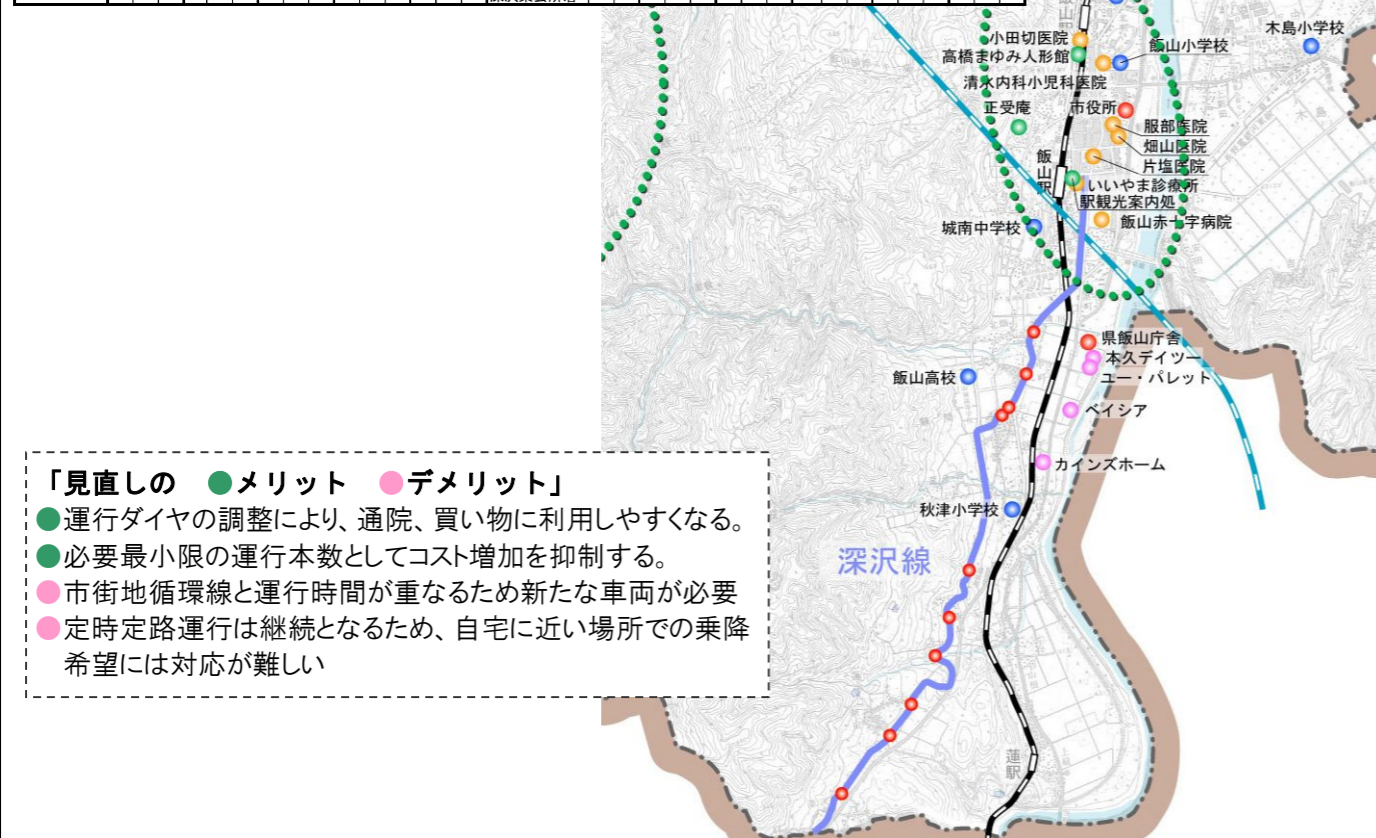 小田切医院
高橋まゆみ人形館
飯山小学校
木島小学校
清水内科小児科医院
正受庵
市役所
服部医院
畑山医院
片塩医院
飯山駅
いいやま診療所
駅観光案内処
城南中学校
飯山赤十字病院
県飯山庁舎
本久デイツー
ユー・パレット
飯山高校
ベイシア
カインズホーム
秋津小学校
深沢線
蓮駅
「見直しの ●メリット ●デメリット」
●運行ダイヤの調整により、通院、買い物に利用しやすくなる。
●必要最小限の運行本数としてコスト増加を抑制する。
●市街地循環線と運行時間が重なるため新たな車両が必要
●定時定路運行は継続となるため、自宅に近い場所での乗降
希望には対応が難しい